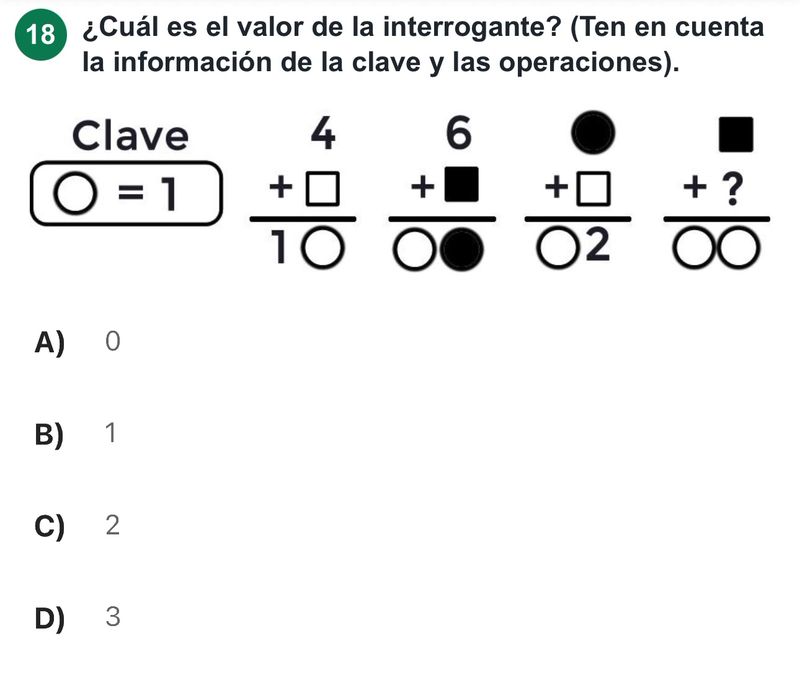 18 ¿Cuál es el valor de la interrogante? (Ten en cuenta
la información de la clave y las operaciones).
Clave
○ = 1
4
+ □
1○
6
+ ■
○●
●
+ □
○2
■
+ ?
○○
A) 0
B) 1
C) 2
D) 3